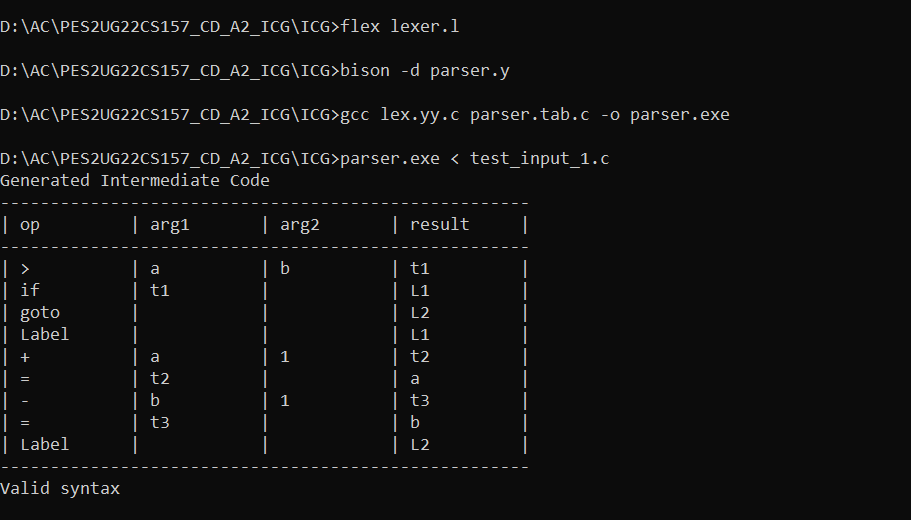 D:\AC\PES2UG22CS157_CD_A2_ICG\ICG>flex lexer.l
D:\AC\PES2UG22CS157_CD_A2_ICG\ICG>bison -d parser.y
D:\AC\PES2UG22CS157_CD_A2_ICG\ICG>gcc lex.yy.c parser.tab.c -o parser.exe
D:\AC\PES2UG22CS157_CD_A2_ICG\ICG>parser.exe < test_input_1.c
Generated Intermediate Code
-----------------------------------------------------
| op         | arg1       | arg2       | result     |
-----------------------------------------------------
| >          | a          | b          | t1         |
| if         | t1         |            | L1         |
| goto       |            |            | L2         |
| Label      |            |            | L1         |
| +          | a          | 1          | t2         |
| =          | t2         |            | a          |
| -          | b          | 1          | t3         |
| =          | t3         |            | b          |
| Label      |            |            | L2         |
-----------------------------------------------------
Valid syntax